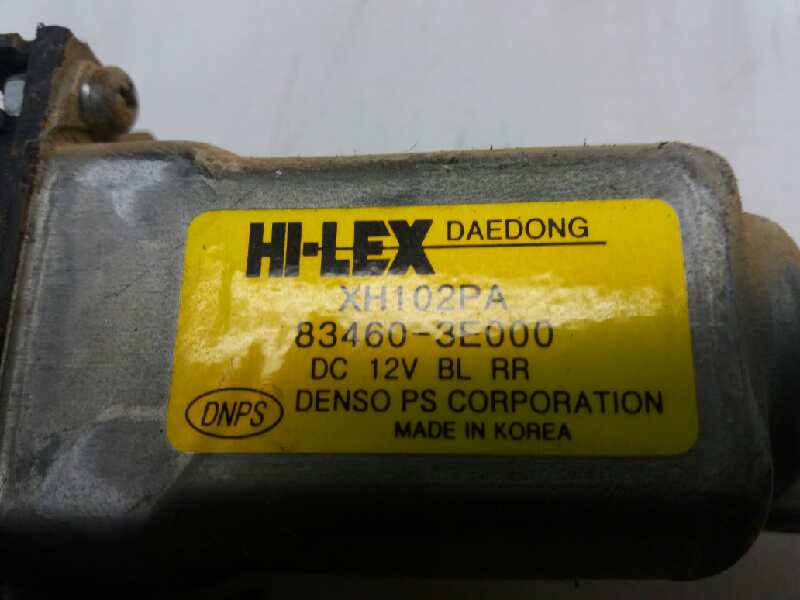 HI-LEX DAEDONG
XH102PA
83460-3E000
DC 12V BL RR
DNPS DENSO PS CORPORATION
MADE IN KOREA